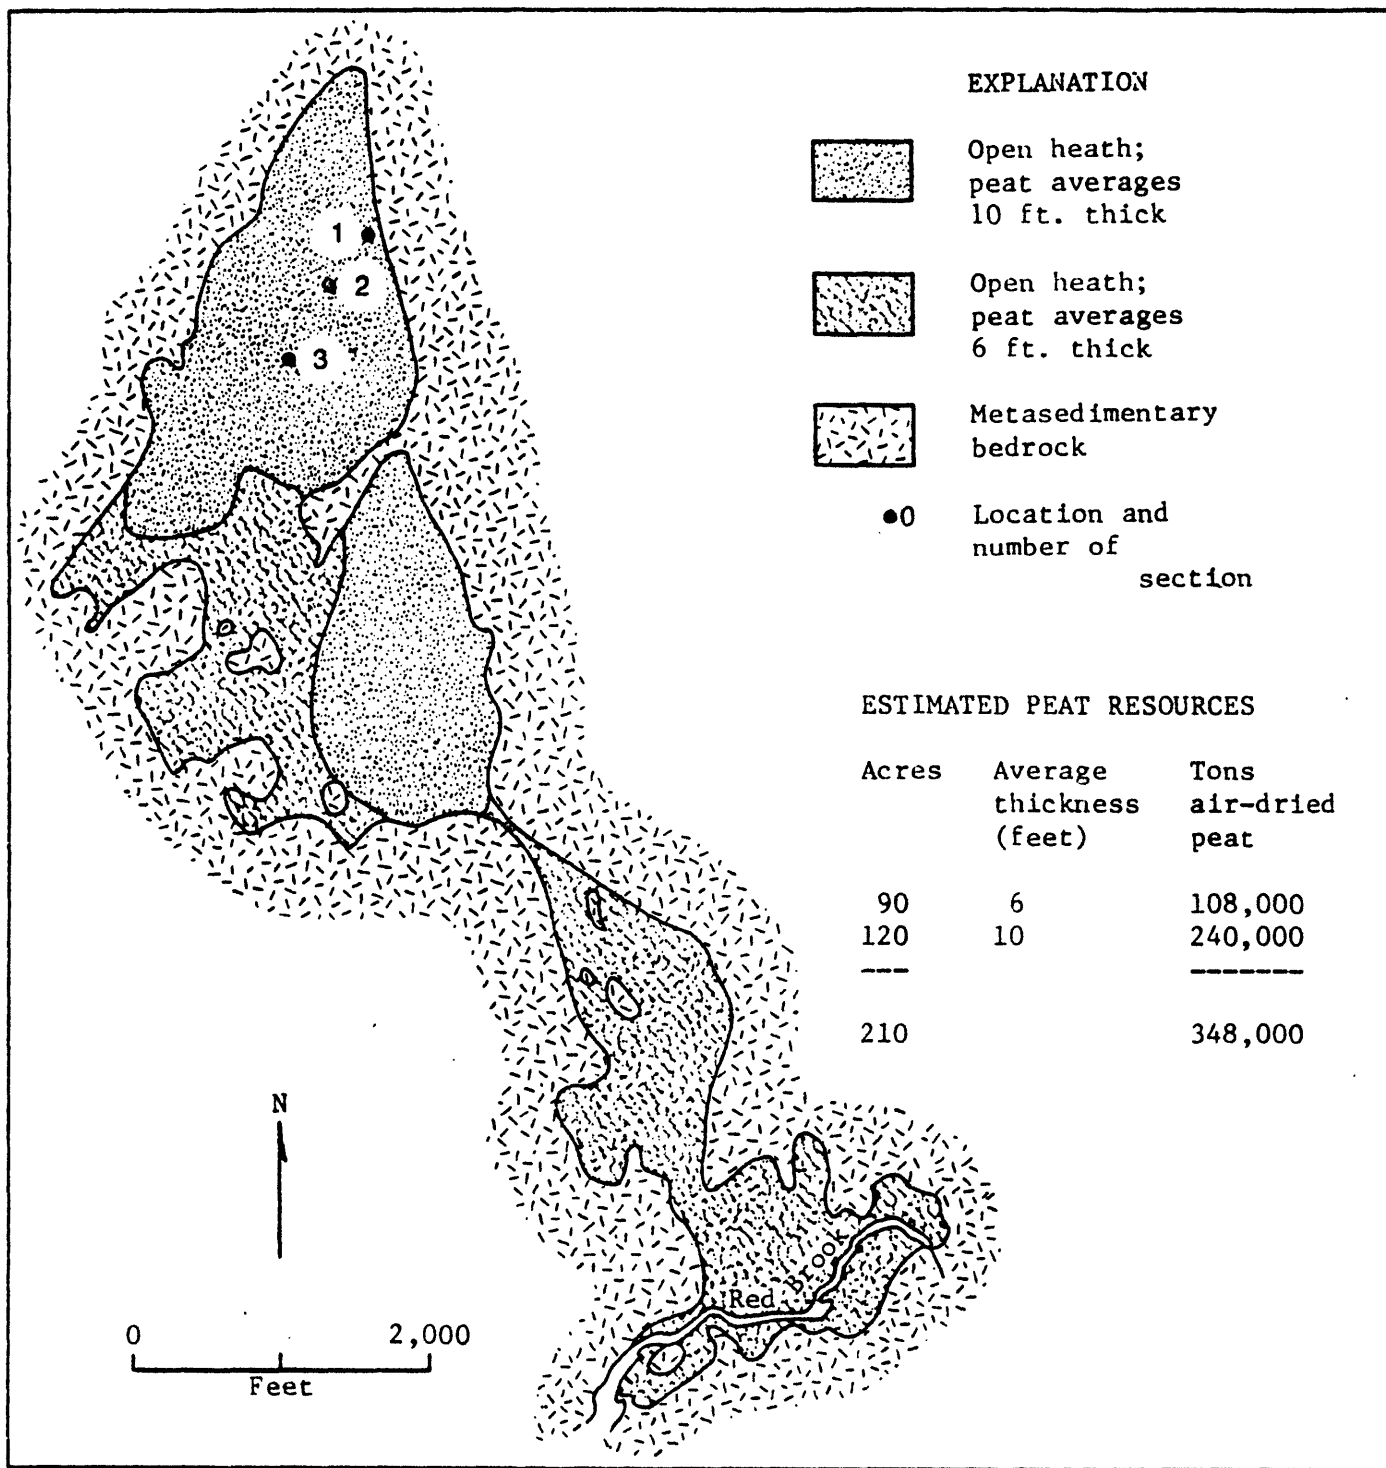 EXPLANATION
Open heath;
peat averages
10 ft. thick
Open heath;
peat averages
6 ft. thick
Metasedimentary
bedrock
●0 Location and
number of
section
1
2
3
ESTIMATED PEAT RESOURCES
Acres Average Tons
thickness air-dried
(feet) peat
90 6 108,000
120 10 240,000
--- -------
210 348,000
N
Red Brook
0 2,000
Feet